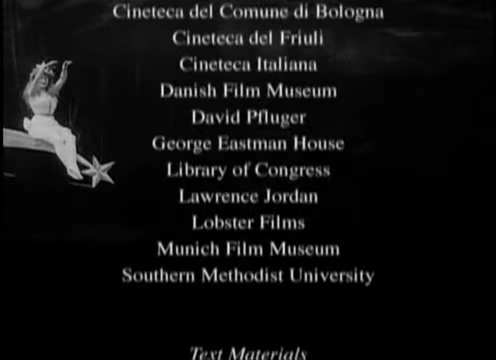 Cineteca del Comune di Bologna
Cineteca del Friuli
Cineteca Italiana
Danish Film Museum
David Pfluger
George Eastman House
Library of Congress
Lawrence Jordan
Lobster Films
Munich Film Museum
Southern Methodist University
Text Materials